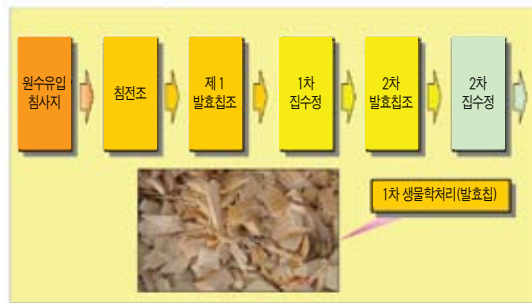 원수유입
침사지
침전조
제 1
발효칩조
1차
집수정
2차
발효칩조
2차
집수정
1차 생물학처리(발효칩)